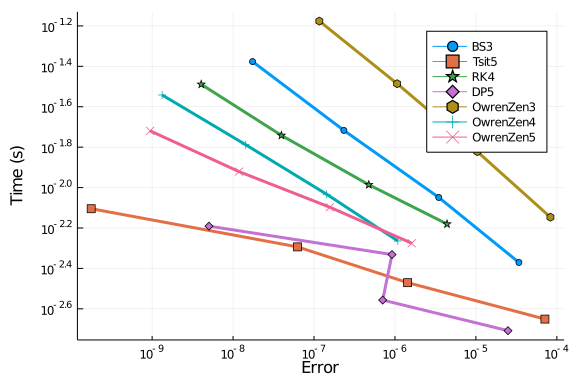 10⁻¹·²
10⁻¹·⁴
10⁻¹·⁶
10⁻¹·⁸
10⁻²·⁰
10⁻²·²
10⁻²·⁴
10⁻²·⁶
Time (s)
BS3
Tsit5
RK4
DP5
OwrenZen3
OwrenZen4
OwrenZen5
10⁻⁹ 10⁻⁸ 10⁻⁷ 10⁻⁶ 10⁻⁵ 10⁻⁴
Error